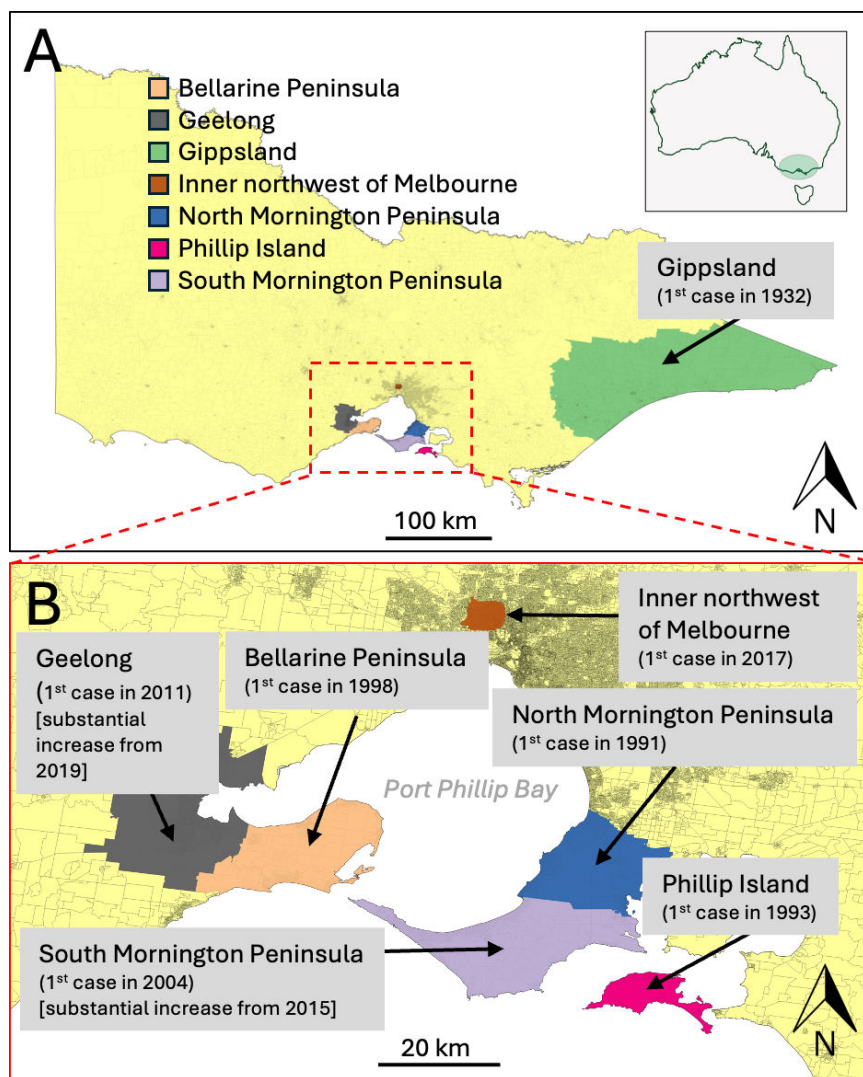 A
Bellarine Peninsula
Geelong
Gippsland
Inner northwest of Melbourne
North Mornington Peninsula
Phillip Island
South Mornington Peninsula
Gippsland
(1st case in 1932)
100 km
N
B
Inner northwest
of Melbourne
(1st case in 2017)
Geelong
(1st case in 2011)
[substantial
increase from
2019]
Bellarine Peninsula
(1st case in 1998)
North Mornington Peninsula
(1st case in 1991)
Port Phillip Bay
Phillip Island
(1st case in 1993)
South Mornington Peninsula
(1st case in 2004)
[substantial increase from 2015]
20 km
N